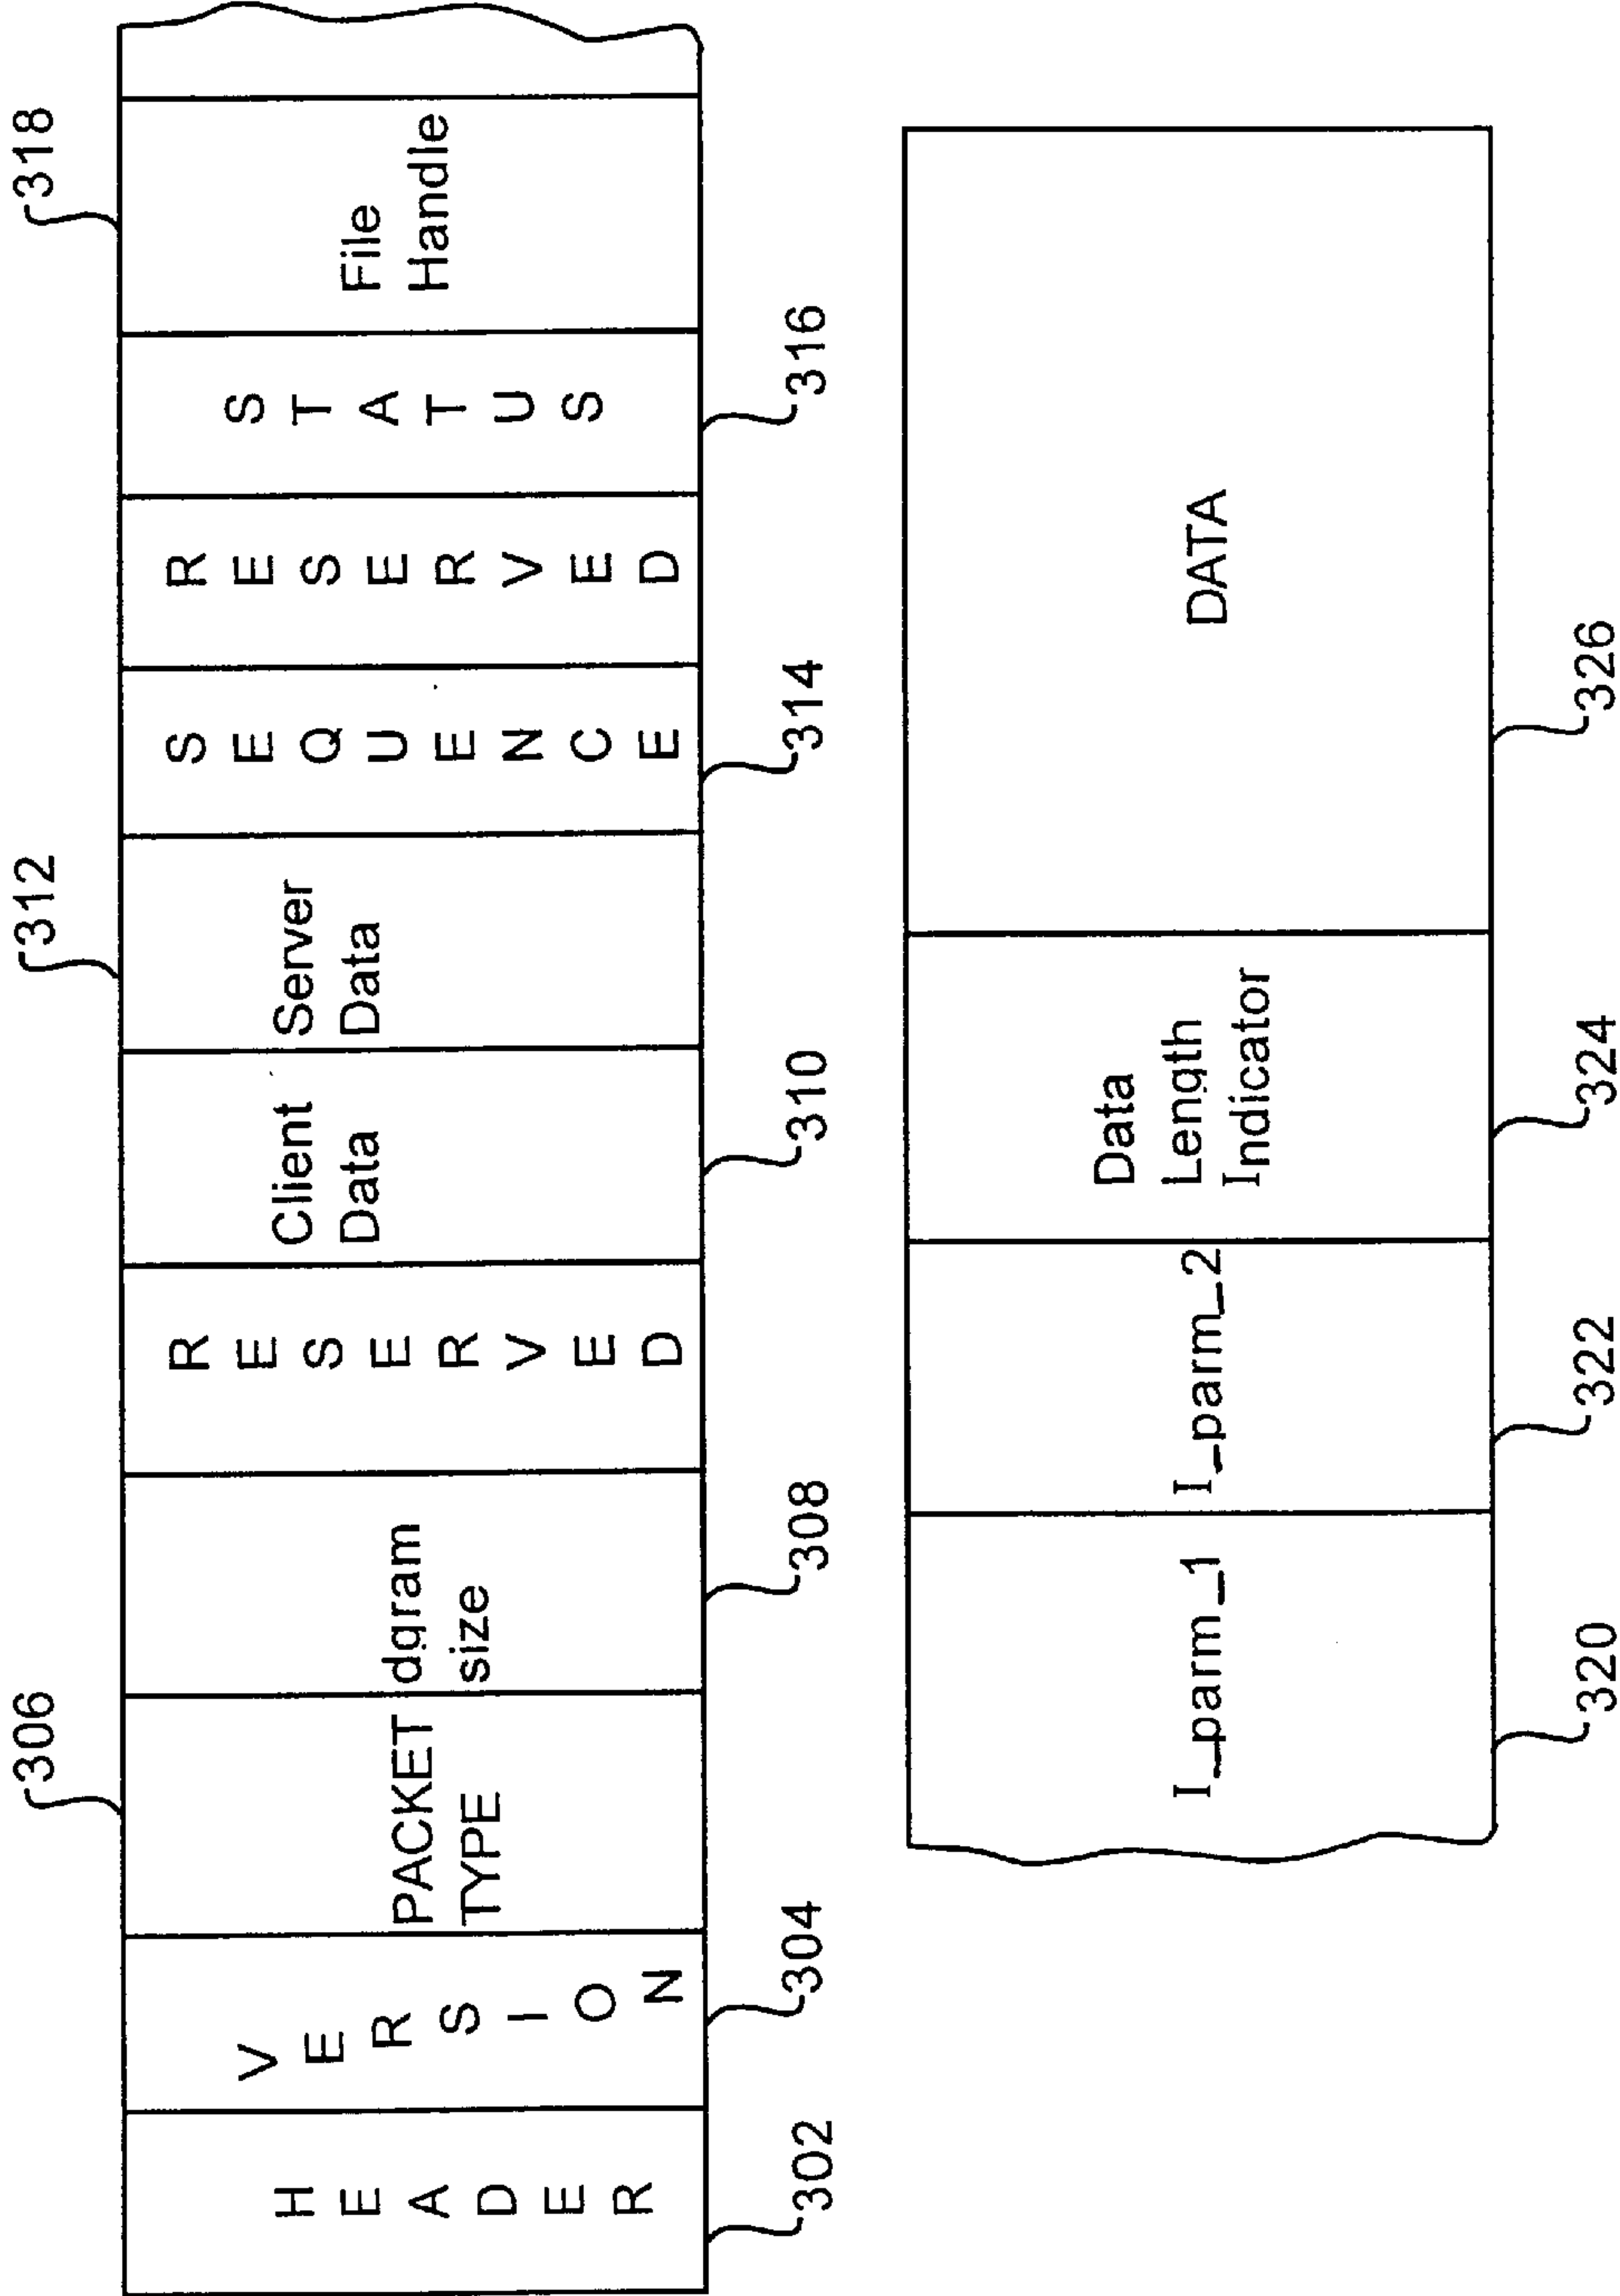 306
312
318
HEADER
VERSION
PACKET
TYPE
dgram
size
RESERVED
Client
Data
Server
Data
SEQUENCE
RESERVED
STATUS
File
Handle
302
304
308
310
314
316
I_parm_1
I_parm_2
Data
Length
Indicator
DATA
320
322
324
326